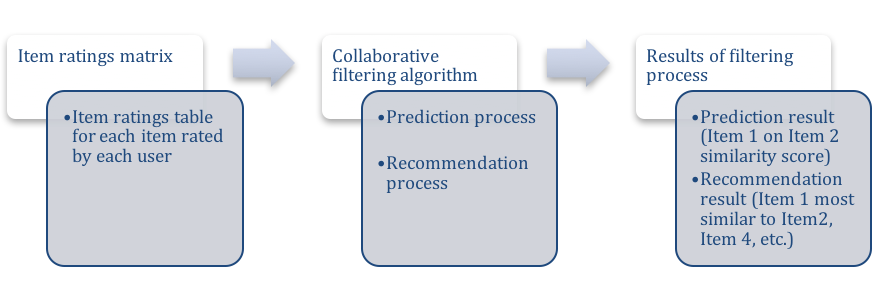 Item ratings matrix
•Item ratings table
for each item rated
by each user
Collaborative
filtering algorithm
•Prediction process
•Recommendation
process
Results of filtering
process
•Prediction result
(Item 1 on Item 2
similarity score)
•Recommendation
result (Item 1 most
similar to Item2,
Item 4, etc.)